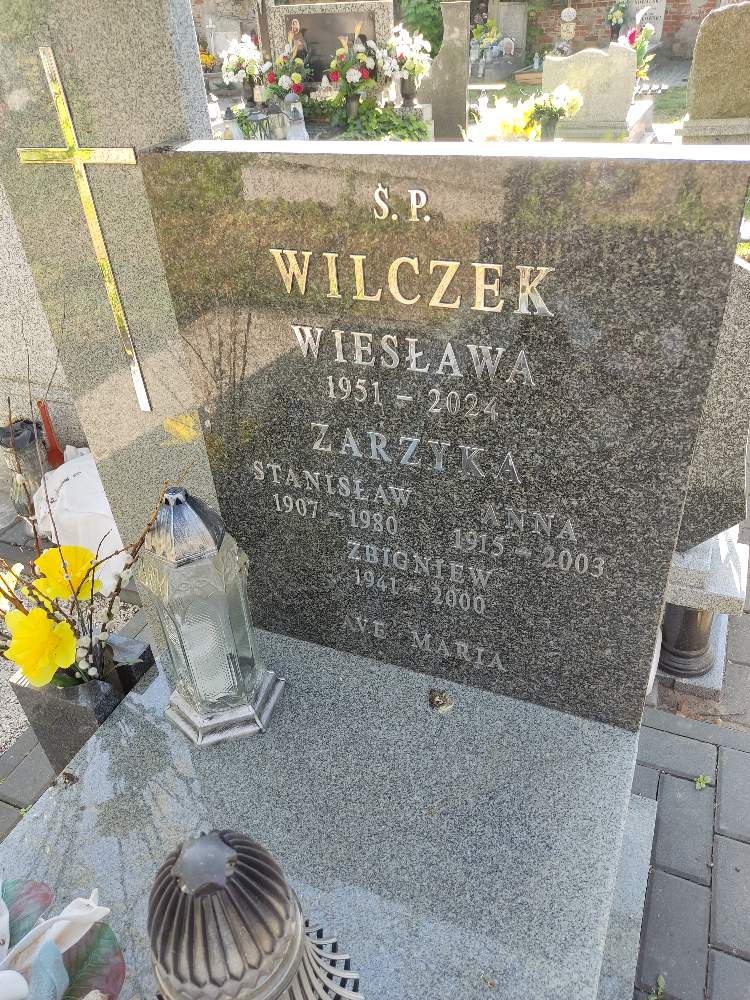 Ś. P.
WILCZEK
WIESŁAWA
1951 – 2024
ZARZYKA
STANISŁAW ANNA
1907 – 1980 1915 – 2003
ZBIGNIEW
1941 – 2000
AVE MARIA